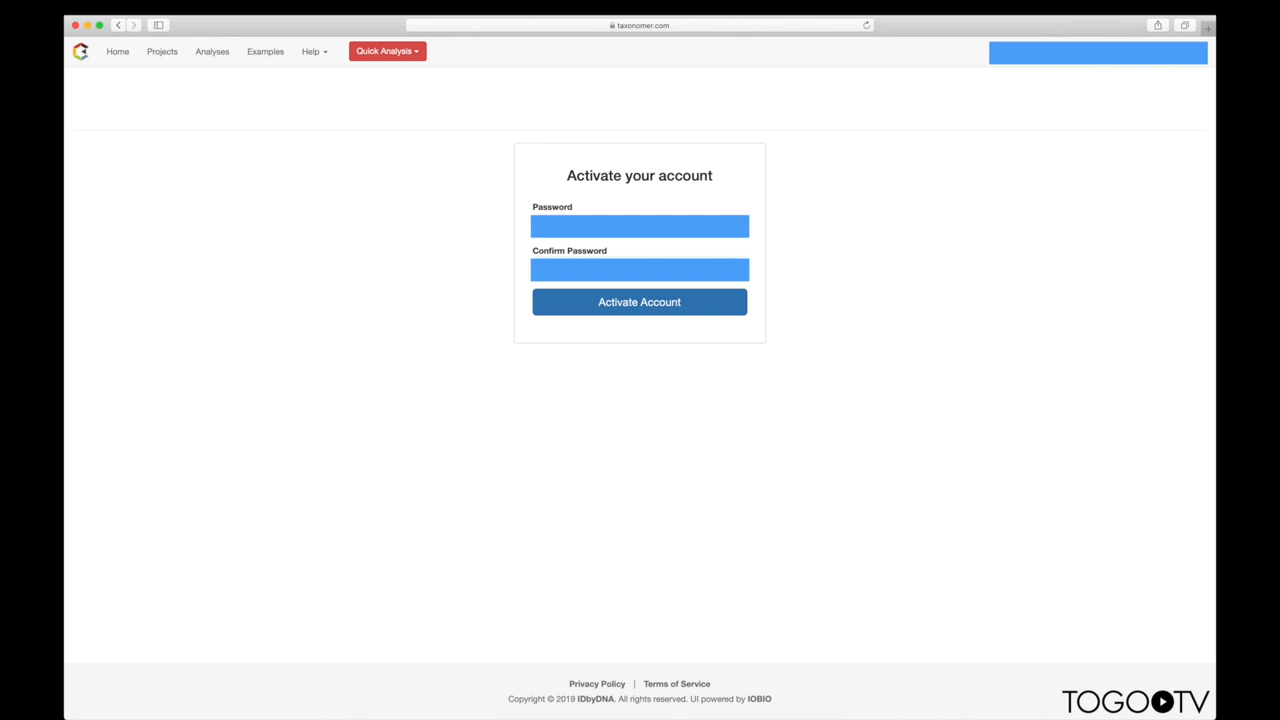 taxonomer.com
Home Projects Analyses Examples Help Quick Analysis
Activate your account
Password
Confirm Password
Activate Account
Privacy Policy | Terms of Service
Copyright © 2019 IDbyDNA. All rights reserved. UI powered by IOBIO
TOGO TV